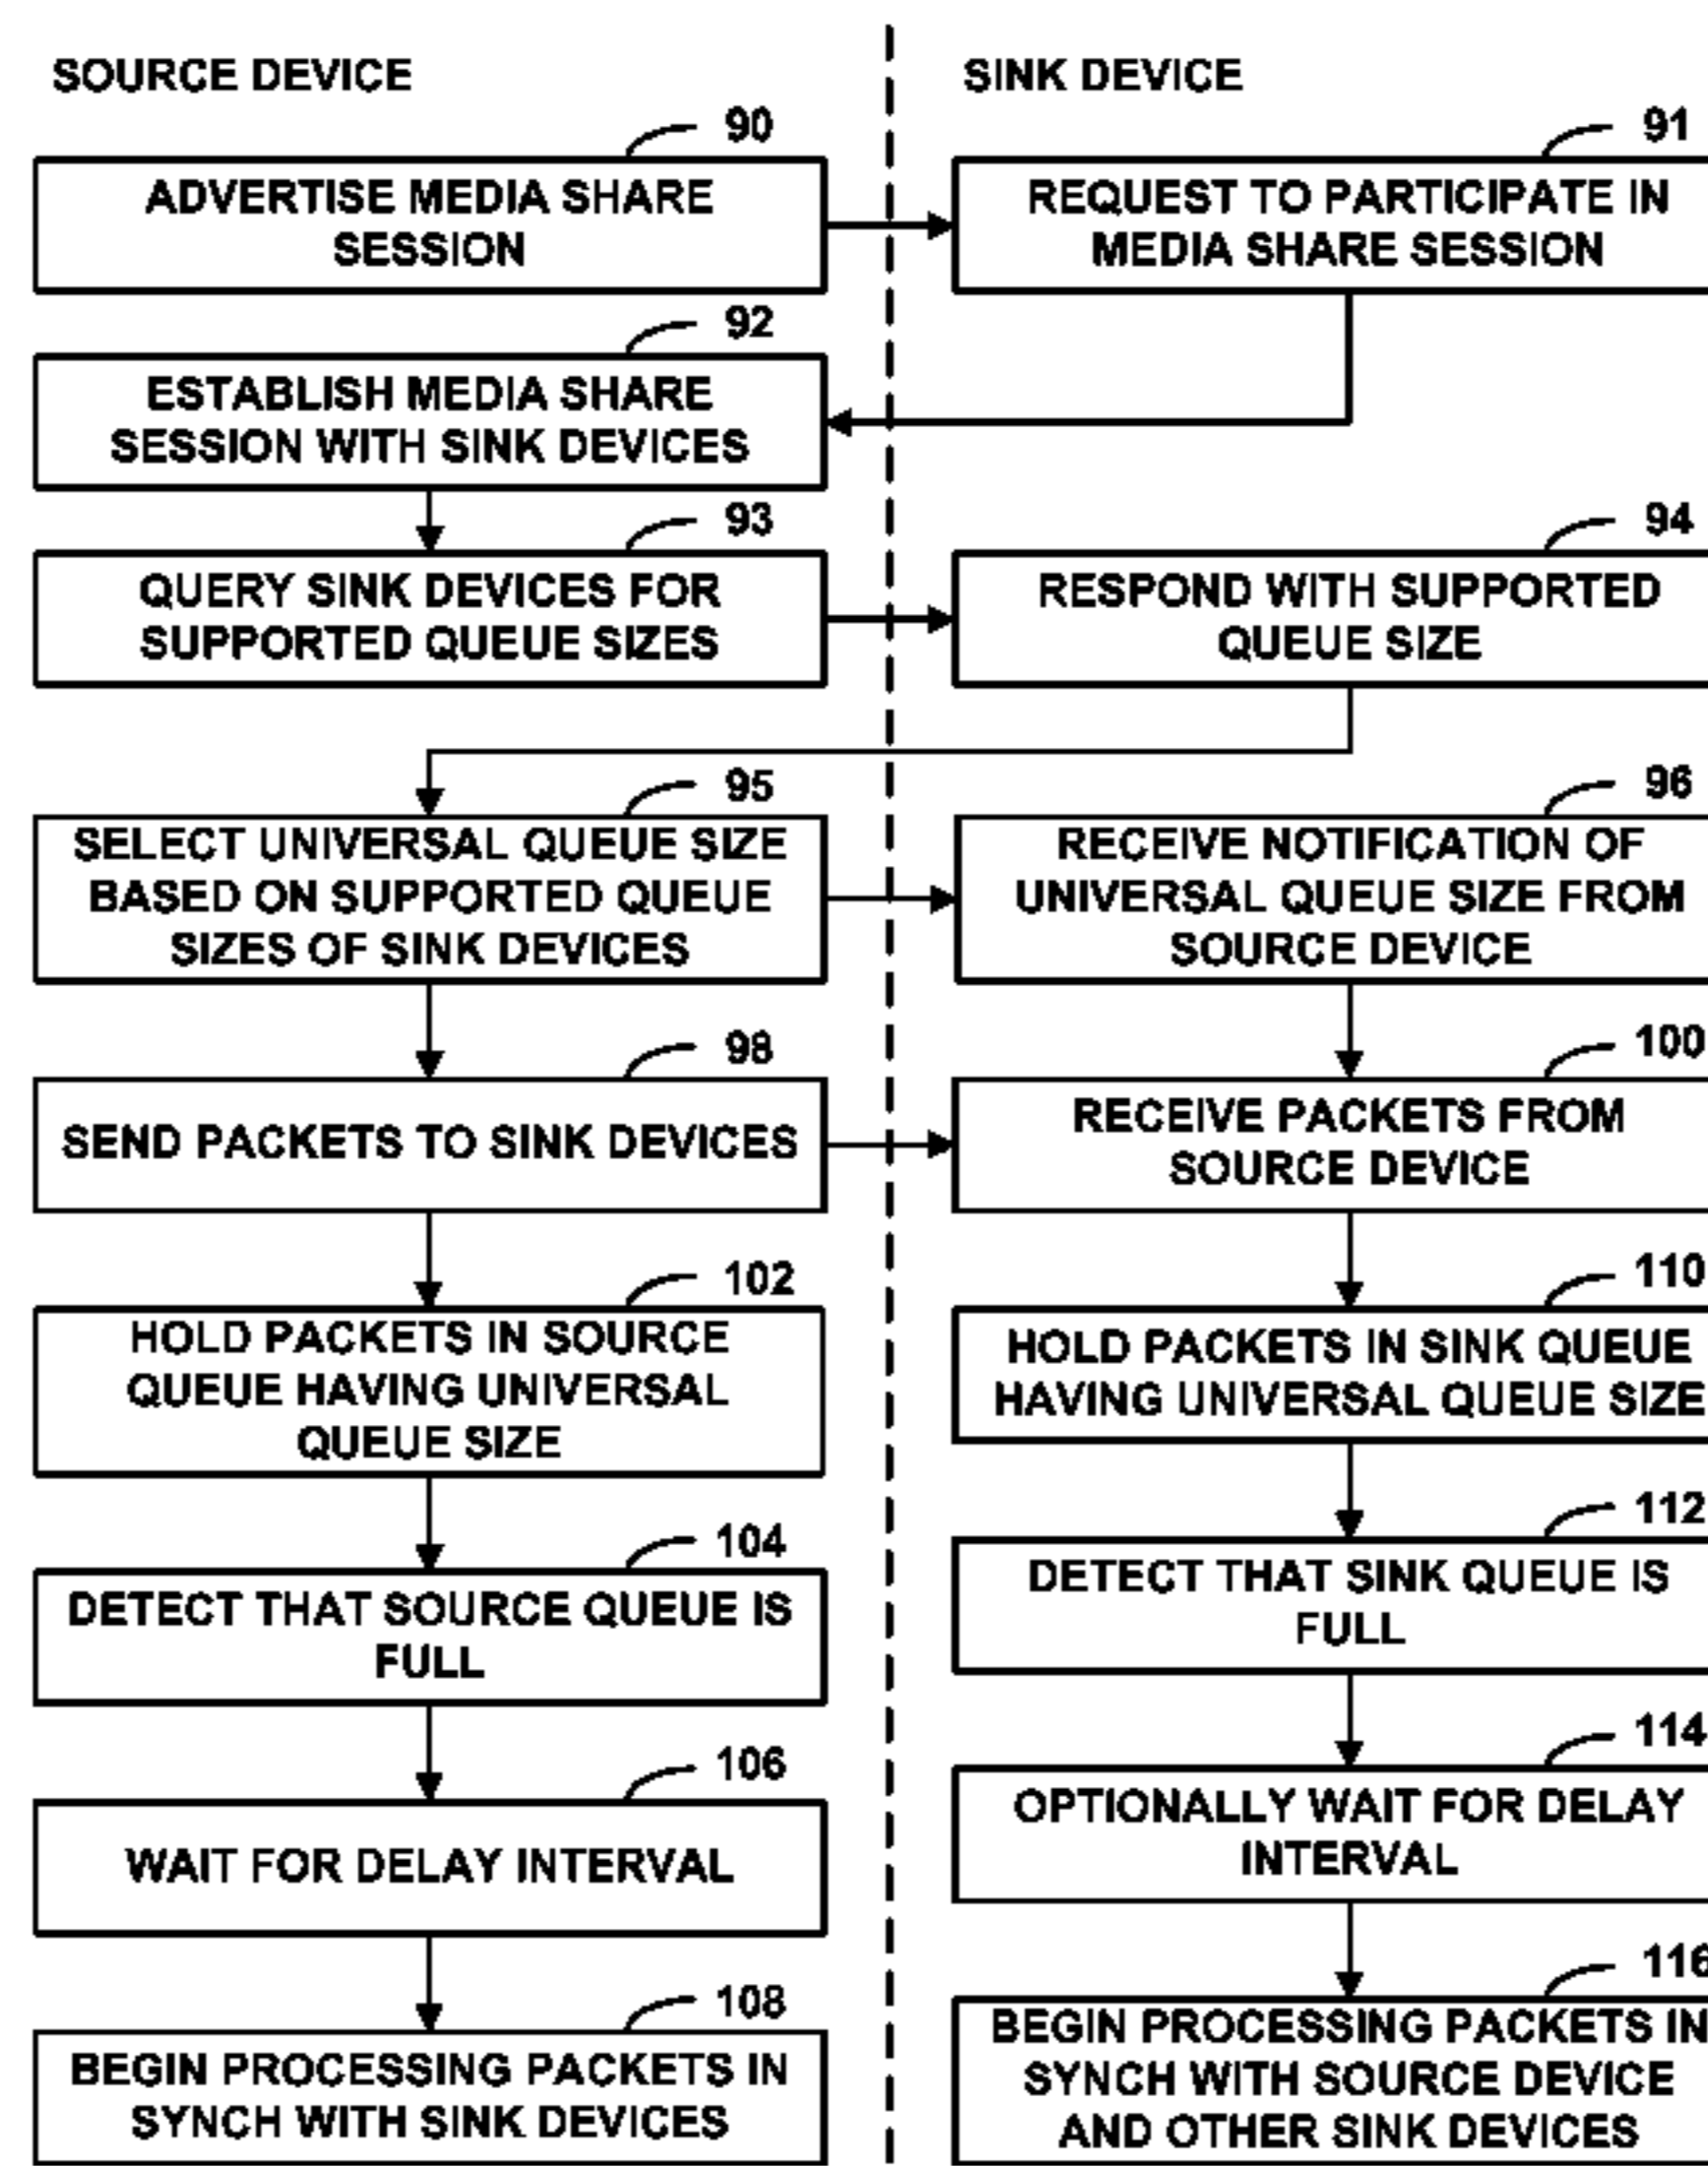 SOURCE DEVICE
SINK DEVICE
90
ADVERTISE MEDIA SHARE
SESSION
91
REQUEST TO PARTICIPATE IN
MEDIA SHARE SESSION
92
ESTABLISH MEDIA SHARE
SESSION WITH SINK DEVICES
93
QUERY SINK DEVICES FOR
SUPPORTED QUEUE SIZES
94
RESPOND WITH SUPPORTED
QUEUE SIZE
95
SELECT UNIVERSAL QUEUE SIZE
BASED ON SUPPORTED QUEUE
SIZES OF SINK DEVICES
96
RECEIVE NOTIFICATION OF
UNIVERSAL QUEUE SIZE FROM
SOURCE DEVICE
98
SEND PACKETS TO SINK DEVICES
100
RECEIVE PACKETS FROM
SOURCE DEVICE
102
HOLD PACKETS IN SOURCE
QUEUE HAVING UNIVERSAL
QUEUE SIZE
110
HOLD PACKETS IN SINK QUEUE
HAVING UNIVERSAL QUEUE SIZE
104
DETECT THAT SOURCE QUEUE IS
FULL
112
DETECT THAT SINK QUEUE IS
FULL
106
WAIT FOR DELAY INTERVAL
114
OPTIONALLY WAIT FOR DELAY
INTERVAL
108
BEGIN PROCESSING PACKETS IN
SYNCH WITH SINK DEVICES
116
BEGIN PROCESSING PACKETS IN
SYNCH WITH SOURCE DEVICE
AND OTHER SINK DEVICES